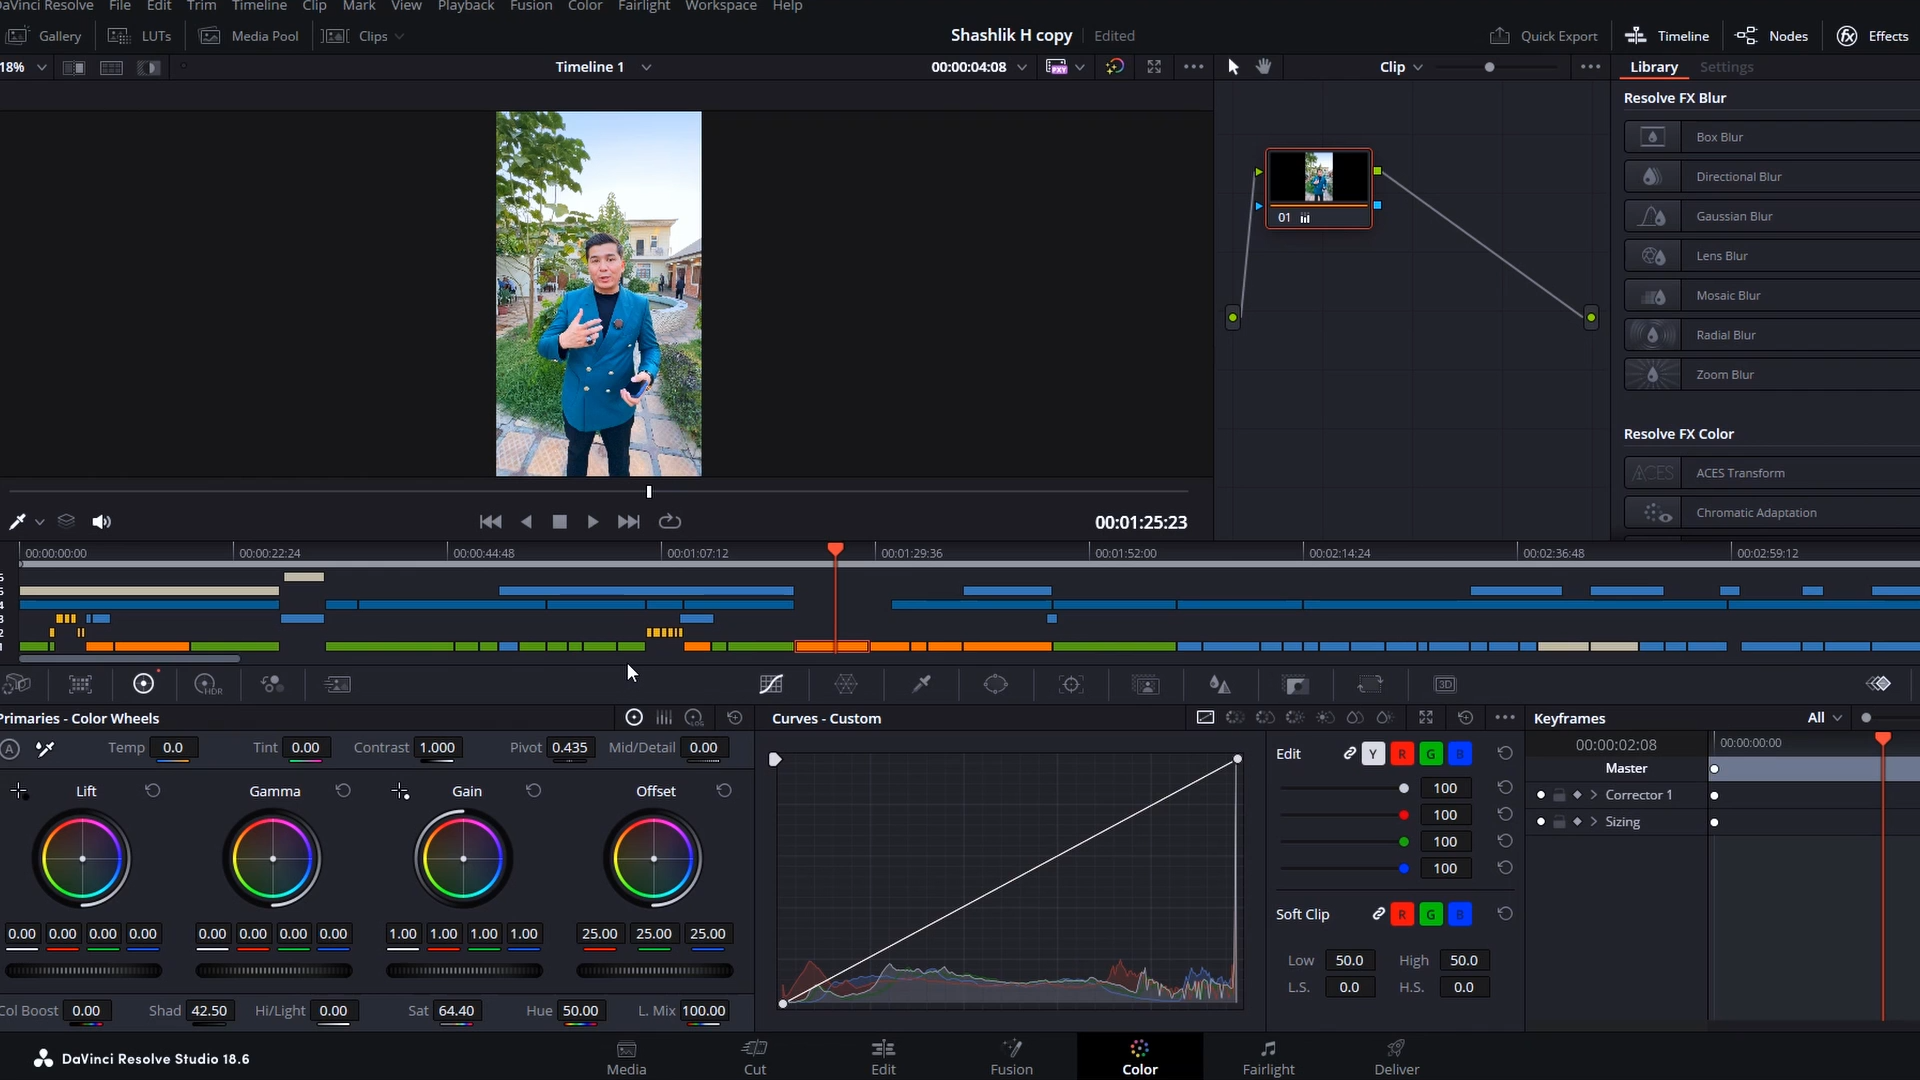 DaVinci Resolve File Edit Trim Timeline Clip Mark View Playback Fusion Color Fairlight Workspace Help
Gallery LUTs Media Pool Clips Shashlik H copy Edited Quick Export Timeline Nodes Effects
18% Timeline 1 00:00:04:08 Clip Library Settings
Resolve FX Blur
Box Blur
Directional Blur
Gaussian Blur
Lens Blur
Mosaic Blur
Radial Blur
Zoom Blur
Resolve FX Color
ACES ACES Transform
Chromatic Adaptation
01
00:01:25:23
00:00:00:00 00:00:22:24 00:00:44:48 00:01:07:12 00:01:29:36 00:01:52:00 00:02:14:24 00:02:36:48 00:02:59:12
HDR 3D
Primaries - Color Wheels LOG Curves - Custom Keyframes All
A Temp 0.0 Tint 0.00 Contrast 1.000 Pivot 0.435 Mid/Detail 0.00
Lift Gamma Gain Offset
0.00 0.00 0.00 0.00 0.00 0.00 0.00 0.00 1.00 1.00 1.00 1.00 25.00 25.00 25.00
Col Boost 0.00 Shad 42.50 Hi/Light 0.00 Sat 64.40 Hue 50.00 L. Mix 100.00
Edit Y R G B
100
100
100
100
Soft Clip R G B
Low 50.0 High 50.0
L.S. 0.0 H.S. 0.0
00:00:02:08 00:00:00:00
Master
Corrector 1
Sizing
DaVinci Resolve Studio 18.6
Media Cut Edit Fusion Color Fairlight Deliver